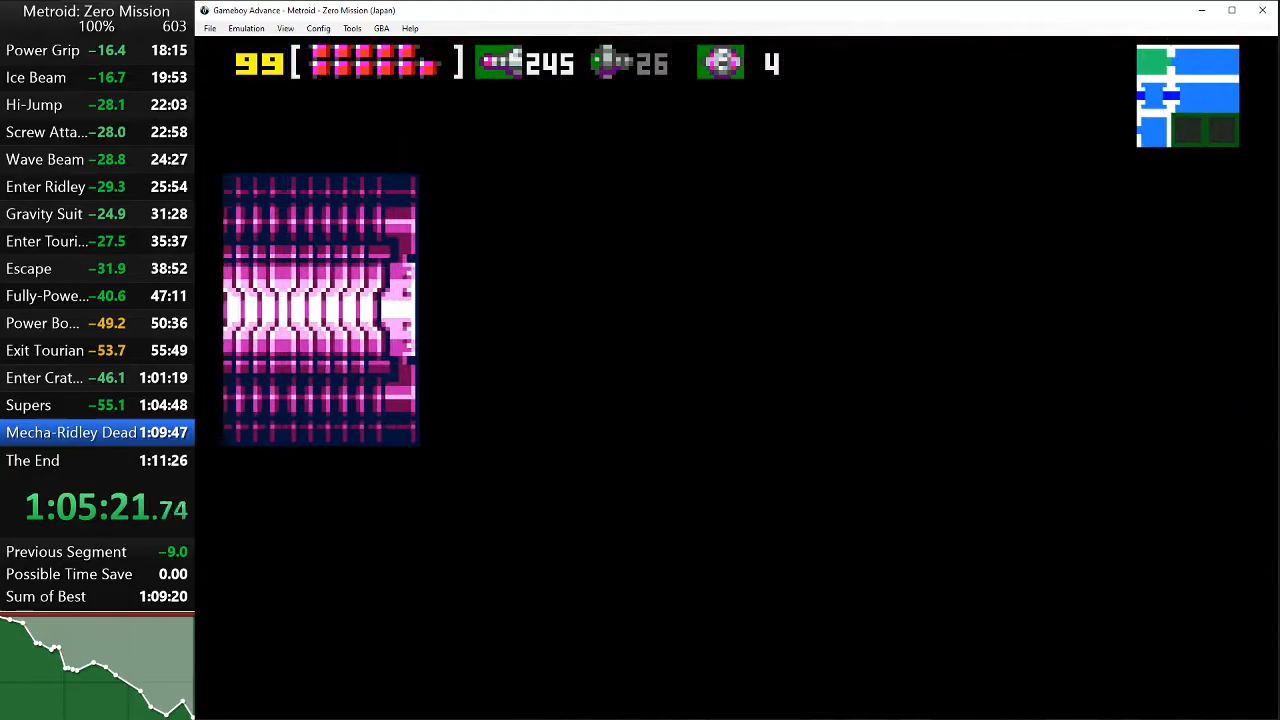 Metroid: Zero Mission
100% 603
Power Grip -16.4 18:15
Ice Beam -16.7 19:53
Hi-Jump -28.1 22:03
Screw Atta... -28.0 22:58
Wave Beam -28.8 24:27
Enter Ridley -29.3 25:54
Gravity Suit -24.9 31:28
Enter Touri... -27.5 35:37
Escape -31.9 38:52
Fully-Powe... -40.6 47:11
Power Bo... -49.2 50:36
Exit Tourian -53.7 55:49
Enter Crat... -46.1 1:01:19
Supers -55.1 1:04:48
Mecha-Ridley Dead 1:09:47
The End 1:11:26
1:05:21.74
Previous Segment -9.0
Possible Time Save 0.00
Sum of Best 1:09:20
Gameboy Advance - Metroid - Zero Mission (Japan)
File Emulation View Config Tools GBA Help
99 [ ] 245 26 4